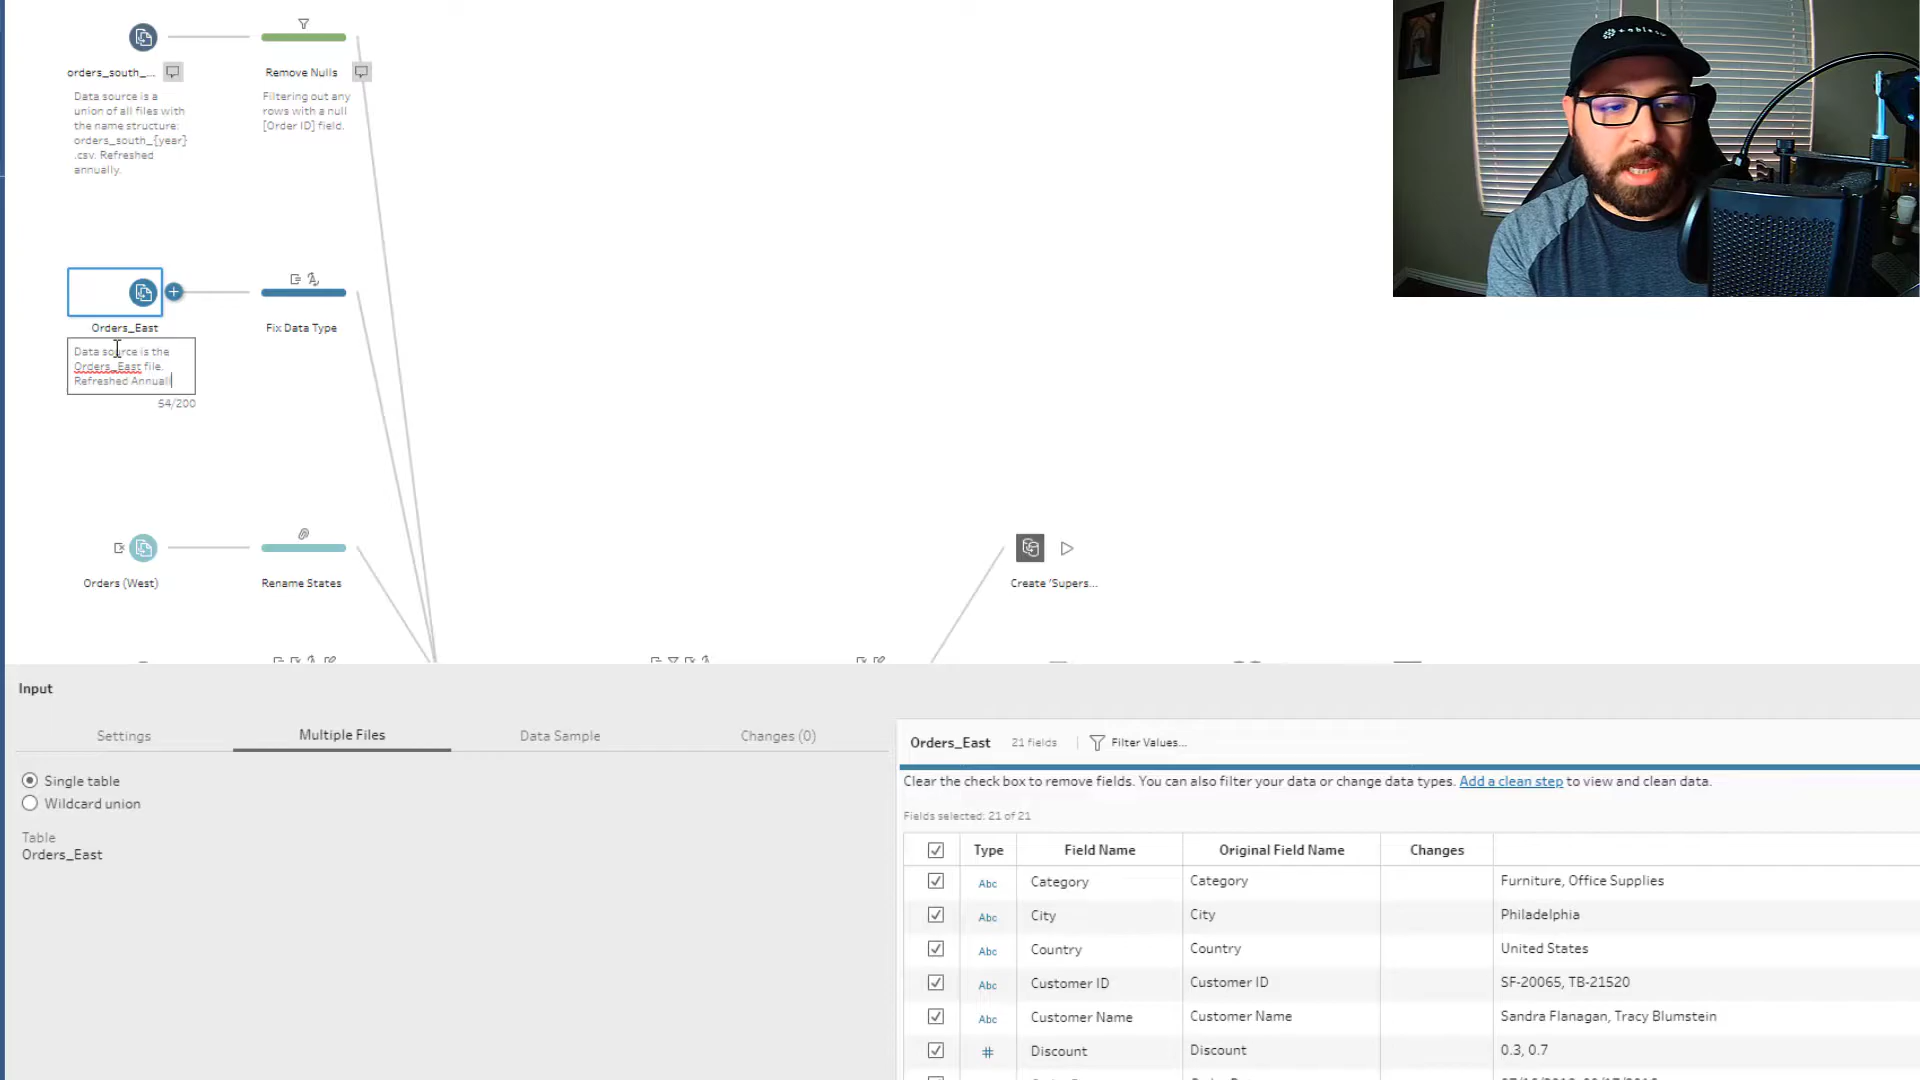 tableau
orders_south_...
Remove Nulls
Data source is a
union of all files with
the name structure:
orders_south_{year}
.csv. Refreshed
annually.
Filtering out any
rows with a null
[Order ID] field.
Orders_East
Fix Data Type
Data source is the
Orders_East file.
Refreshed Annuall
54/200
Orders (West)
Rename States
Create 'Supers...
Input
Settings
Multiple Files
Data Sample
Changes (0)
Single table
Wildcard union
Table
Orders_East
Orders_East
21 fields
Filter Values...
Clear the check box to remove fields. You can also filter your data or change data types. Add a clean step to view and clean data.
Fields selected: 21 of 21
Type Field Name Original Field Name Changes
Abc Category Category Furniture, Office Supplies
Abc City City Philadelphia
Abc Country Country United States
Abc Customer ID Customer ID SF-20065, TB-21520
Abc Customer Name Customer Name Sandra Flanagan, Tracy Blumstein
# Discount Discount 0.3, 0.7